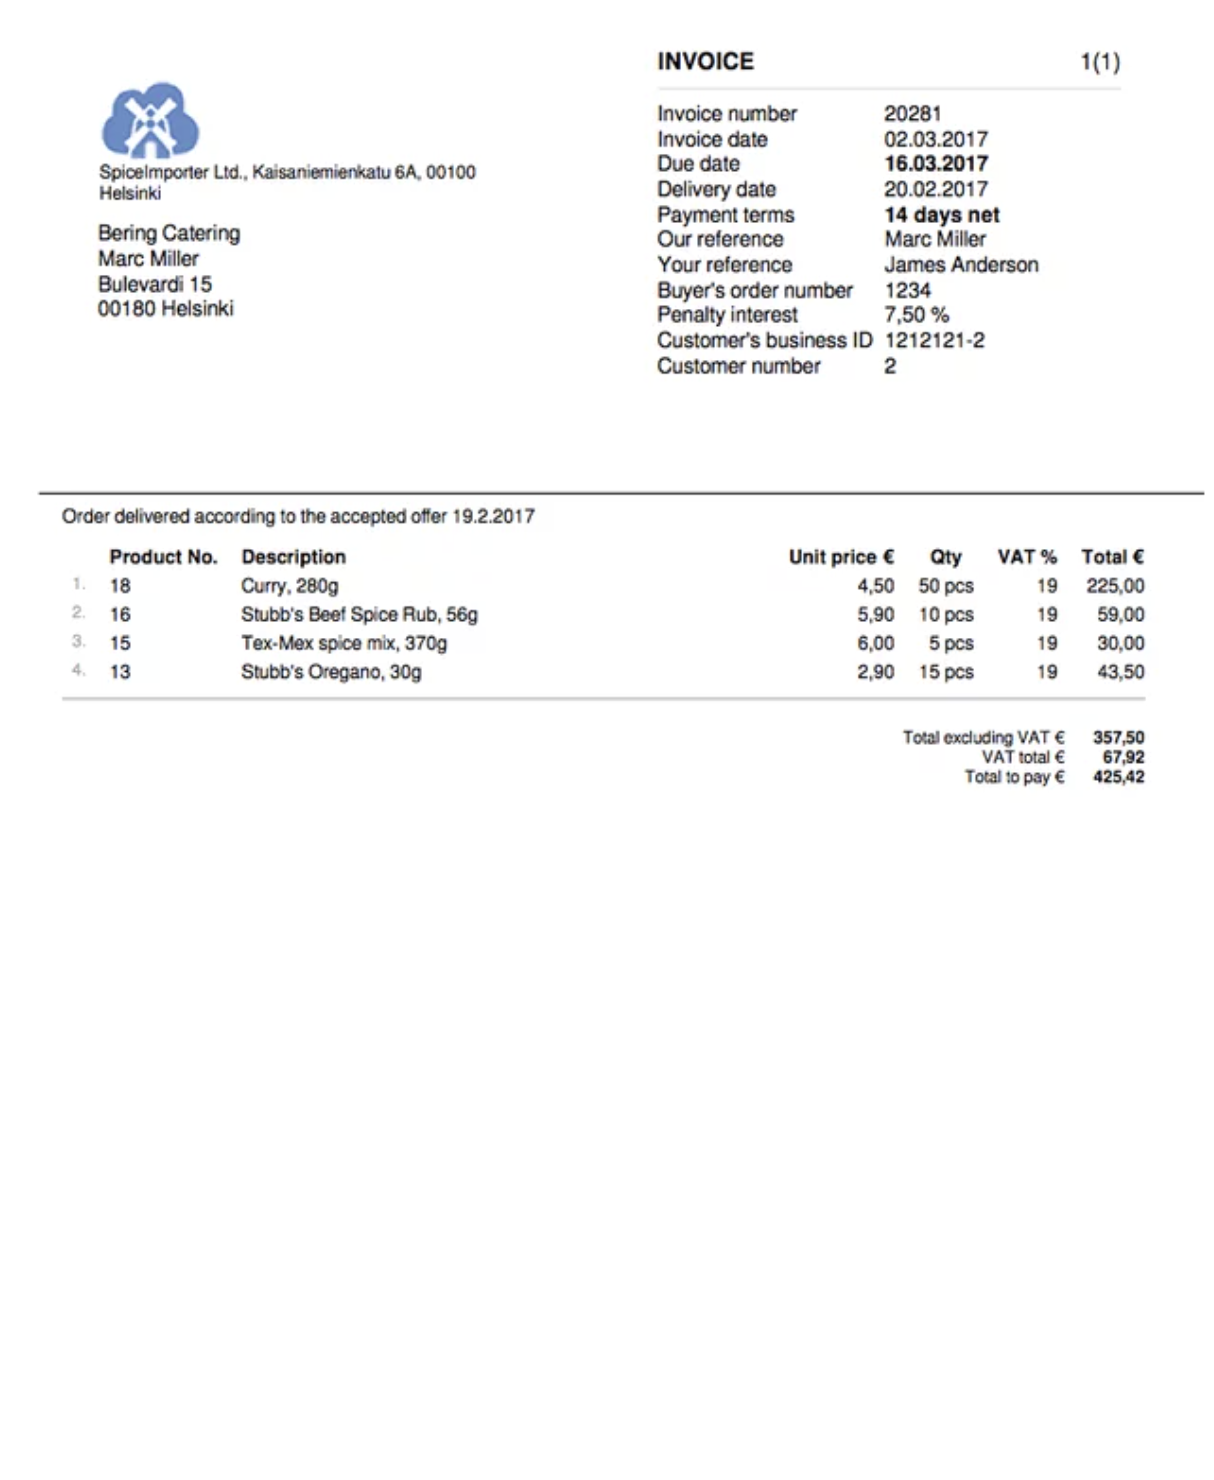 INVOICE 1(1)
SpiceImporter Ltd., Kaisaniemienkatu 6A, 00100
Helsinki
Bering Catering
Marc Miller
Bulevardi 15
00180 Helsinki
Invoice number 20281
Invoice date 02.03.2017
Due date 16.03.2017
Delivery date 20.02.2017
Payment terms 14 days net
Our reference Marc Miller
Your reference James Anderson
Buyer's order number 1234
Penalty interest 7,50 %
Customer's business ID 1212121-2
Customer number 2
Order delivered according to the accepted offer 19.2.2017
Product No. Description Unit price € Qty VAT % Total €
1. 18 Curry, 280g 4,50 50 pcs 19 225,00
2. 16 Stubb's Beef Spice Rub, 56g 5,90 10 pcs 19 59,00
3. 15 Tex-Mex spice mix, 370g 6,00 5 pcs 19 30,00
4. 13 Stubb's Oregano, 30g 2,90 15 pcs 19 43,50
Total excluding VAT € 357,50
VAT total € 67,92
Total to pay € 425,42